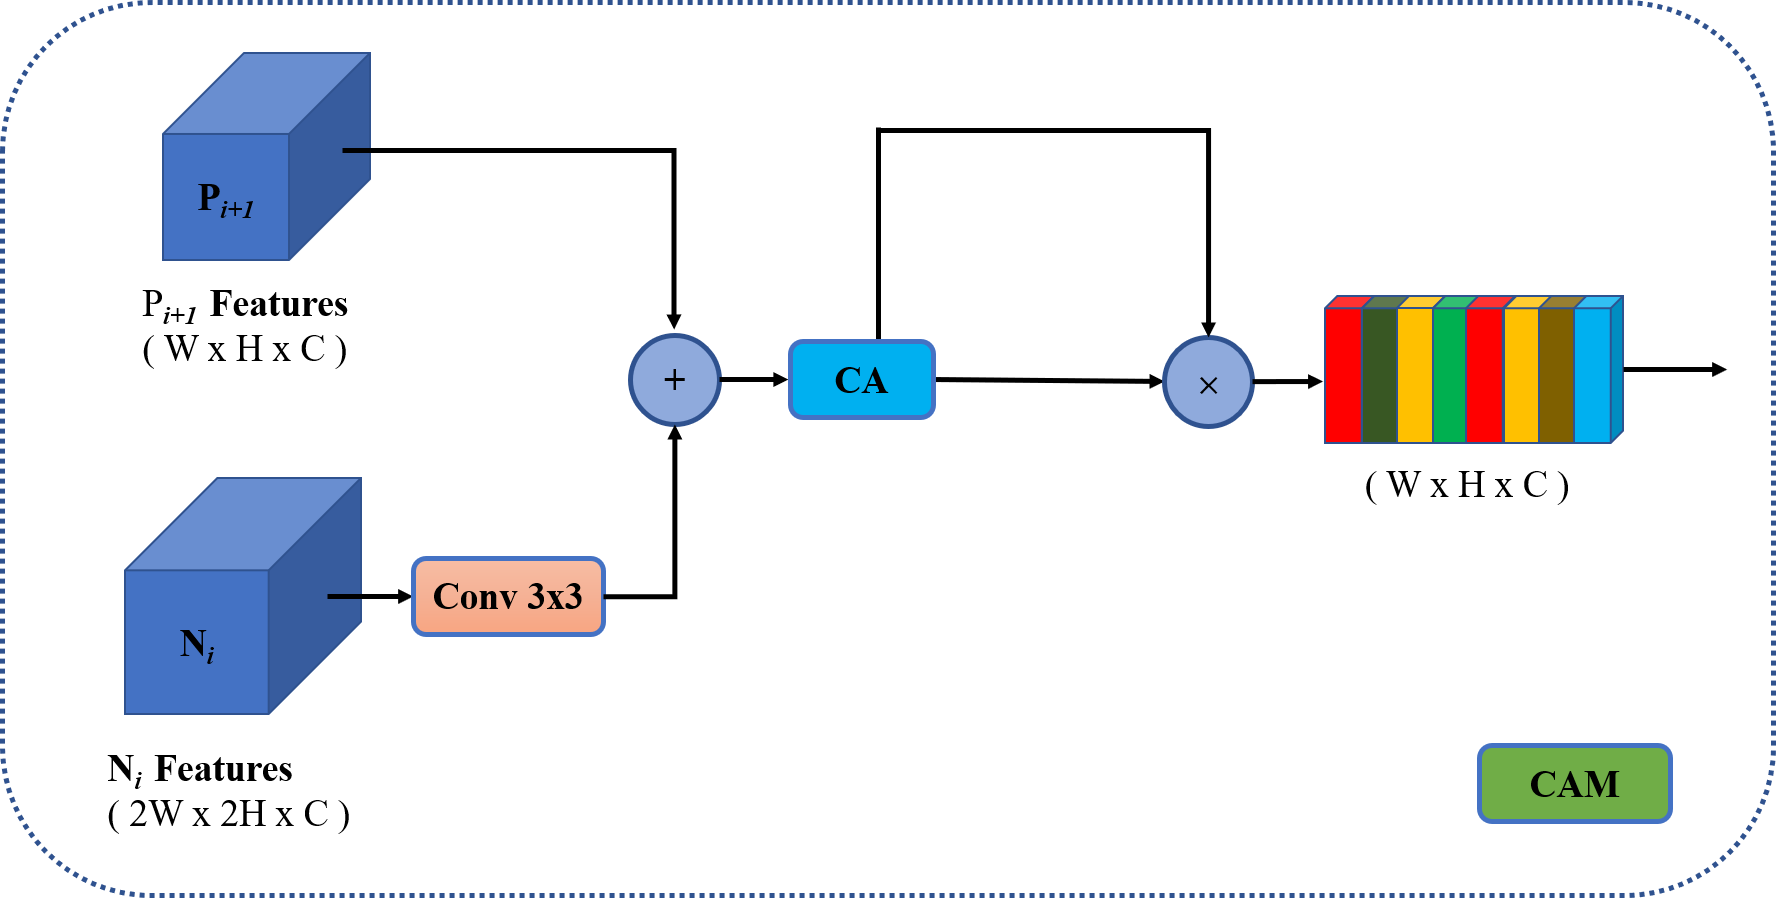 P_{i+1}
P_{i+1} Features
( W x H x C )
+
CA
×
( W x H x C )
N_i
Conv 3x3
N_i Features
( 2W x 2H x C )
CAM